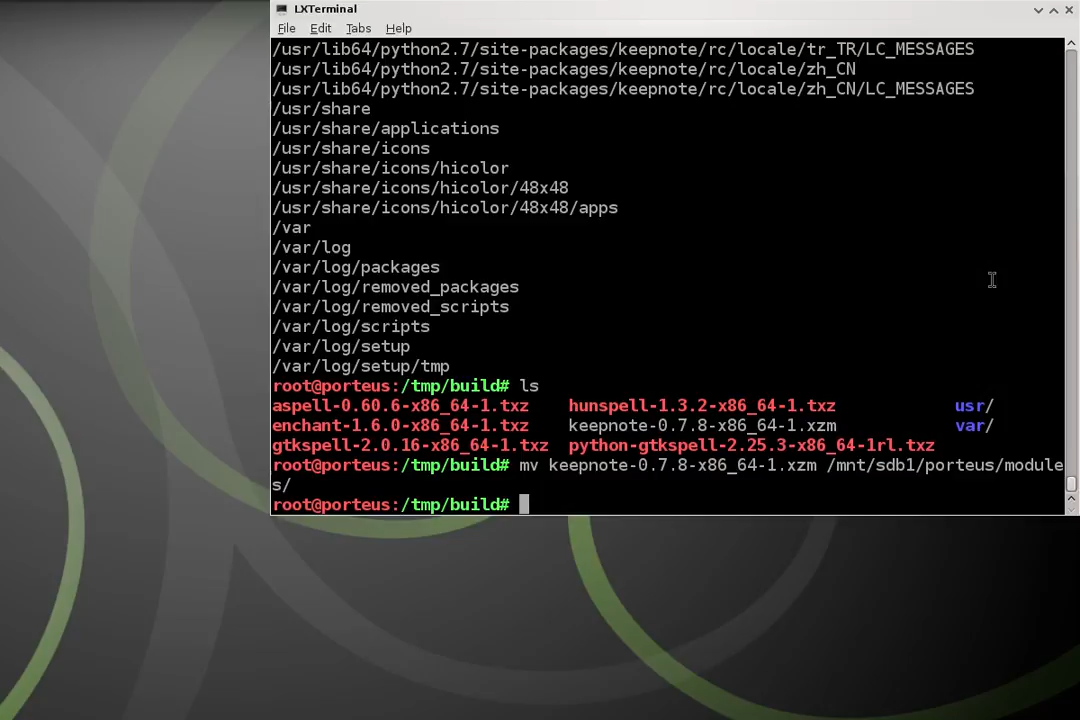 LXTerminal
File Edit Tabs Help
/usr/lib64/python2.7/site-packages/keepnote/rc/locale/tr_TR/LC_MESSAGES
/usr/lib64/python2.7/site-packages/keepnote/rc/locale/zh_CN
/usr/lib64/python2.7/site-packages/keepnote/rc/locale/zh_CN/LC_MESSAGES
/usr/share
/usr/share/applications
/usr/share/icons
/usr/share/icons/hicolor
/usr/share/icons/hicolor/48x48
/usr/share/icons/hicolor/48x48/apps
/var
/var/log
/var/log/packages
/var/log/removed_packages
/var/log/removed_scripts
/var/log/scripts
/var/log/setup
/var/log/setup/tmp
root@porteus:/tmp/build# ls
aspell-0.60.6-x86_64-1.txz hunspell-1.3.2-x86_64-1.txz usr/
enchant-1.6.0-x86_64-1.txz keepnote-0.7.8-x86_64-1.xzm var/
gtkspell-2.0.16-x86_64-1.txz python-gtkspell-2.25.3-x86_64-1rl.txz
root@porteus:/tmp/build# mv keepnote-0.7.8-x86_64-1.xzm /mnt/sdb1/porteus/module
s/
root@porteus:/tmp/build#